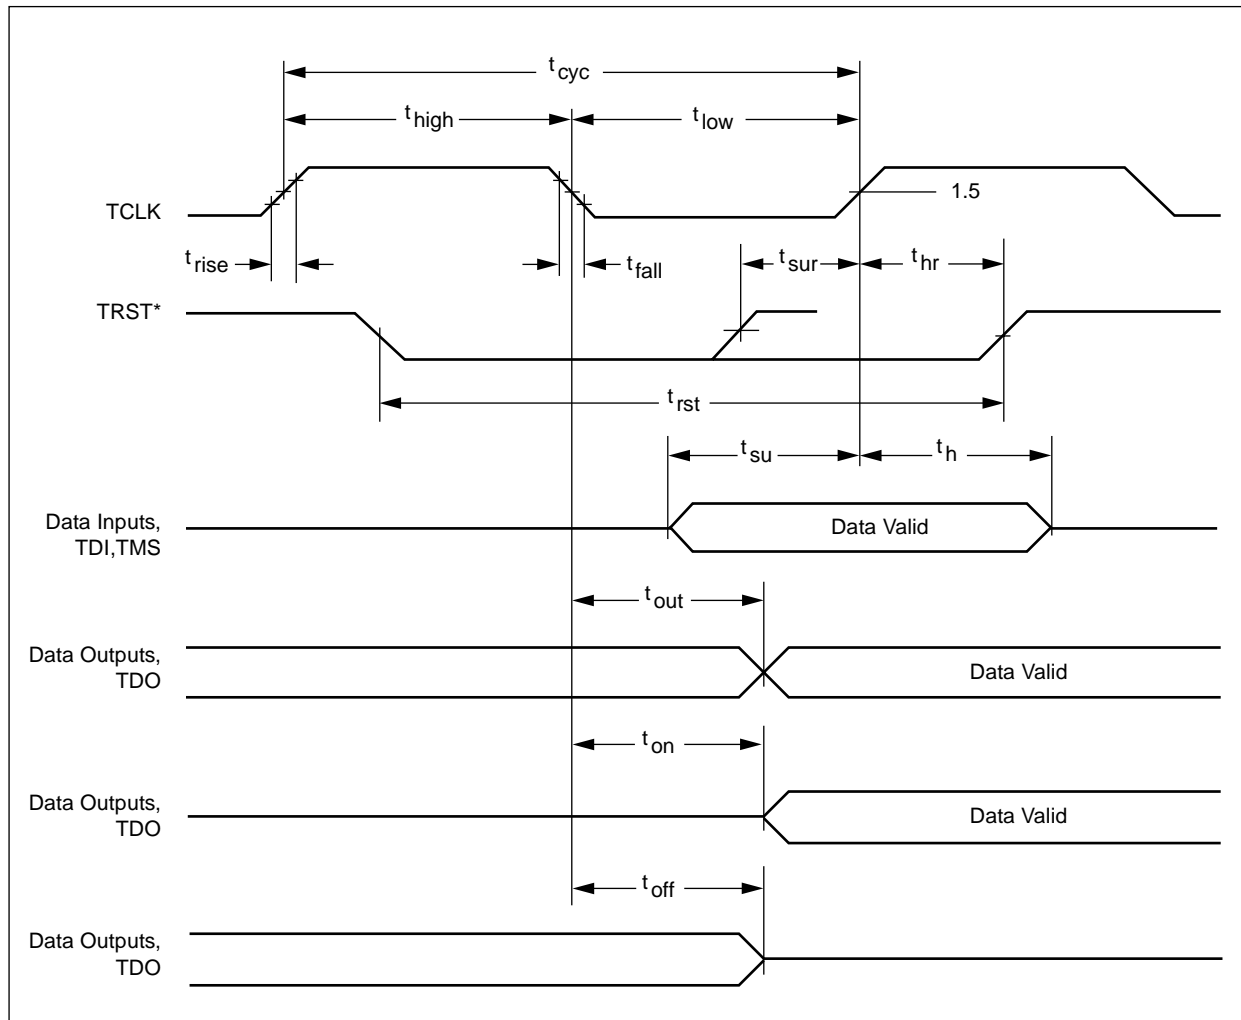 t cyc
t high
t low
TCLK
1.5
t rise
t fall
t sur
t hr
TRST*
t rst
t su
t h
Data Inputs,
TDI,TMS
Data Valid
t out
Data Outputs,
TDO
Data Valid
t on
Data Outputs,
TDO
Data Valid
t off
Data Outputs,
TDO